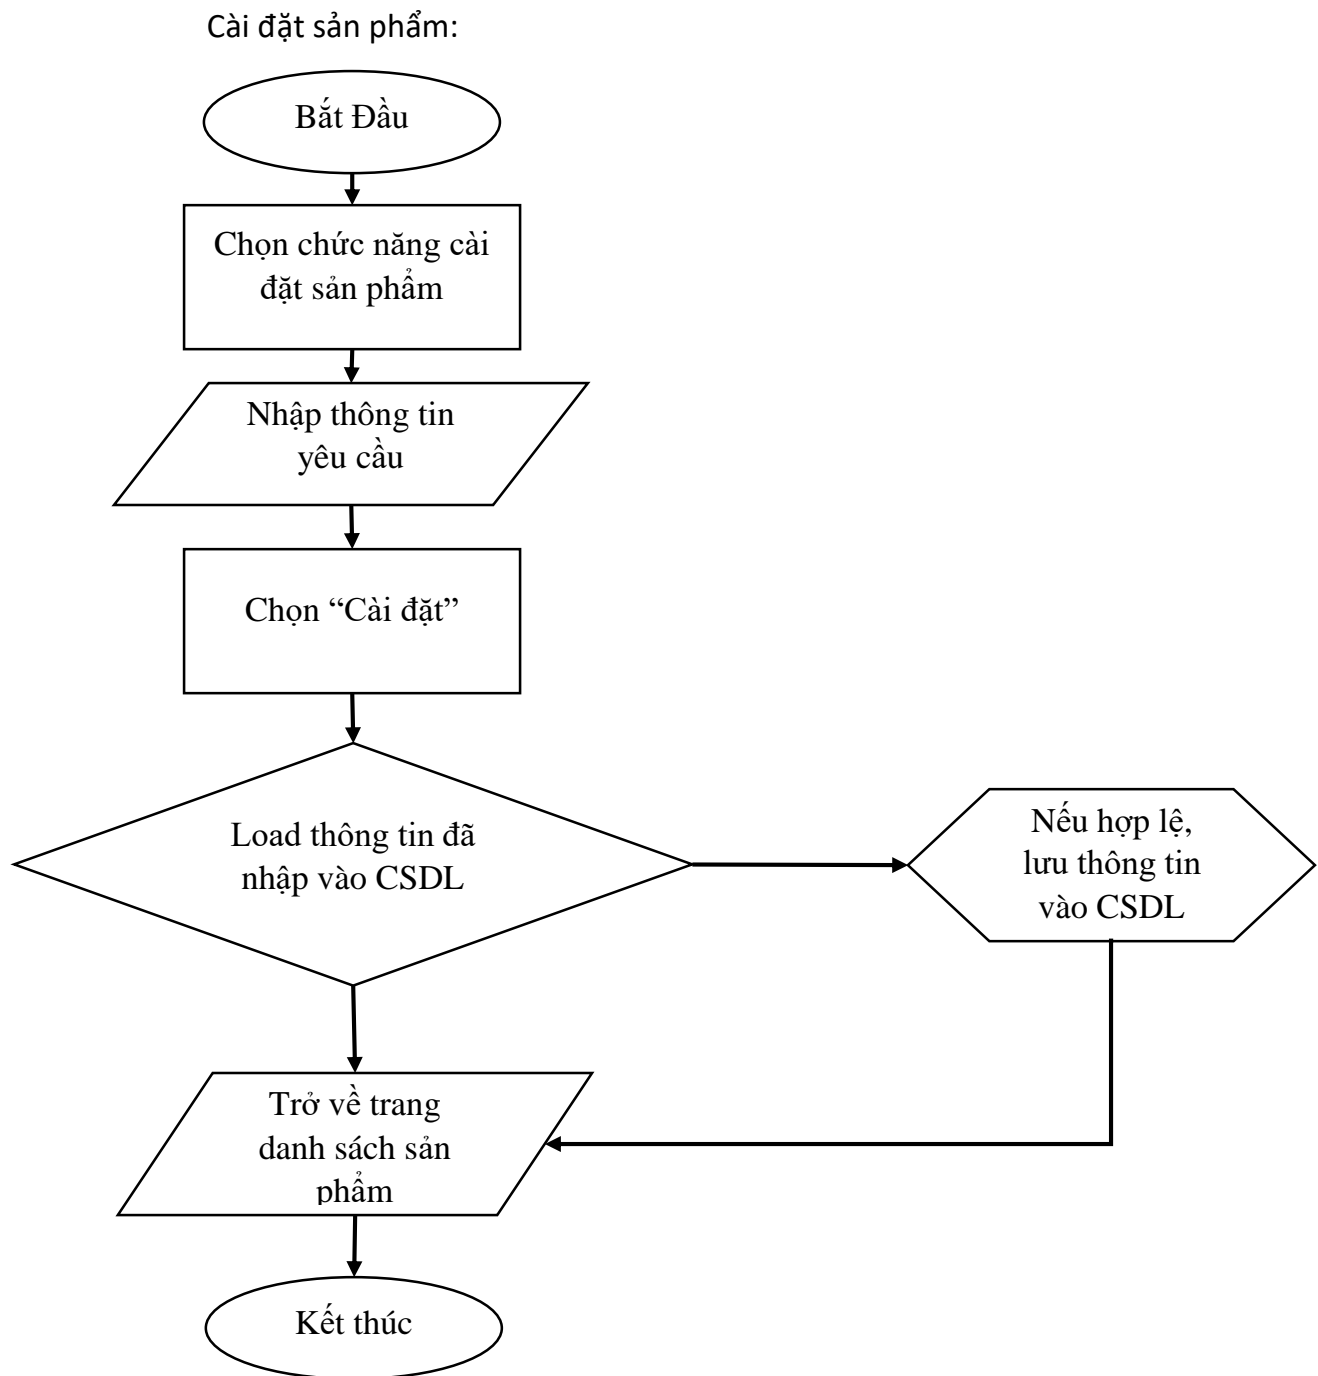 Cài đặt sản phẩm:
Bắt Đầu
Chọn chức năng cài
đặt sản phẩm
Nhập thông tin
yêu cầu
Chọn “Cài đặt”
Load thông tin đã
nhập vào CSDL
Nếu hợp lệ,
lưu thông tin
vào CSDL
Trở về trang
danh sách sản
phẩm
Kết thúc